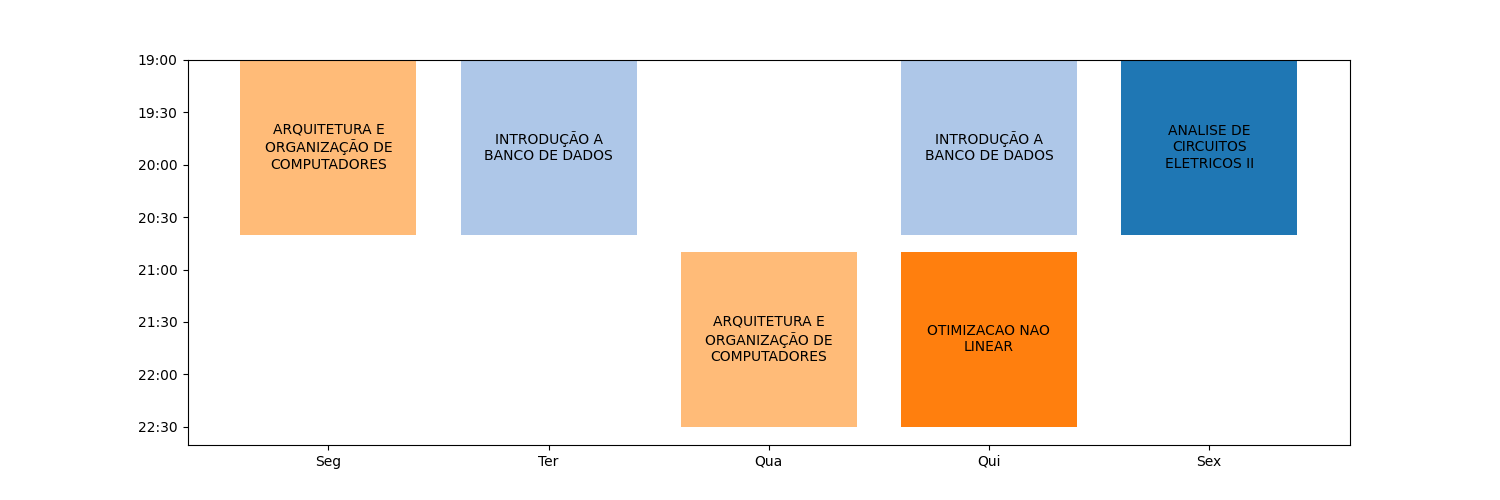 19:00
19:30
20:00
20:30
21:00
21:30
22:00
22:30
ARQUITETURA E
ORGANIZAÇÃO DE
COMPUTADORES
INTRODUÇÃO A
BANCO DE DADOS
INTRODUÇÃO A
BANCO DE DADOS
ANALISE DE
CIRCUITOS
ELETRICOS II
ARQUITETURA E
ORGANIZAÇÃO DE
COMPUTADORES
OTIMIZACAO NAO
LINEAR
Seg
Ter
Qua
Qui
Sex